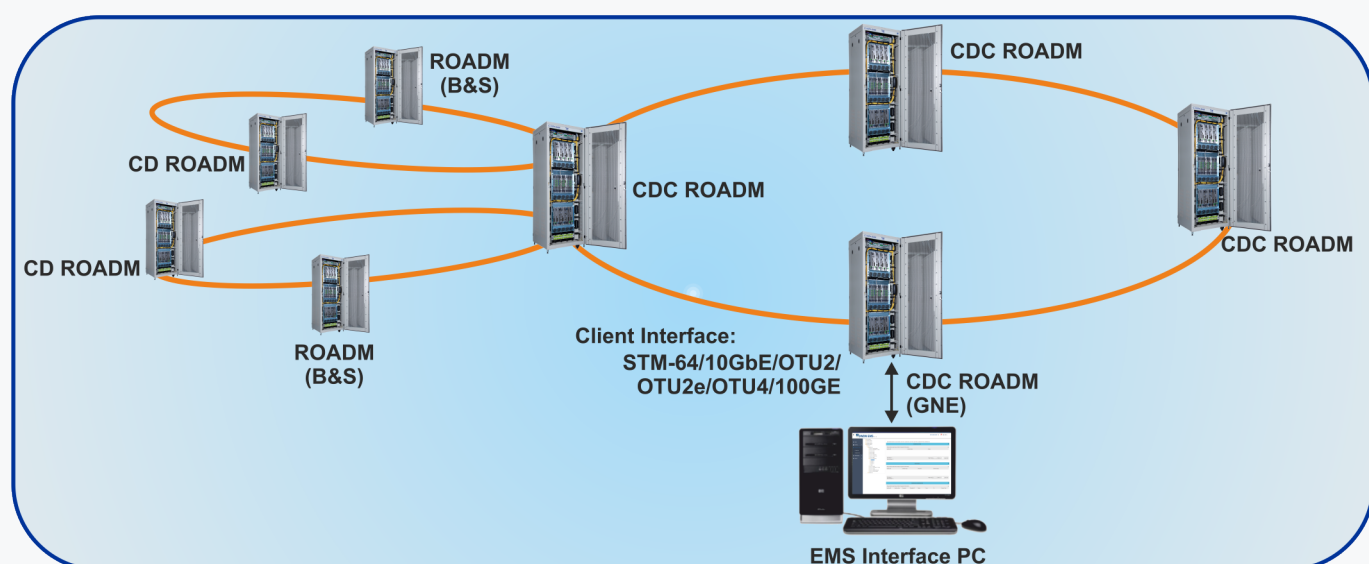 ROADM
(B&S)
CD ROADM
CD ROADM
ROADM
(B&S)
CDC ROADM
CDC ROADM
CDC ROADM
Client Interface:
STM-64/10GbE/OTU2/
OTU2e/OTU4/100GE
CDC ROADM
(GNE)
EMS Interface PC